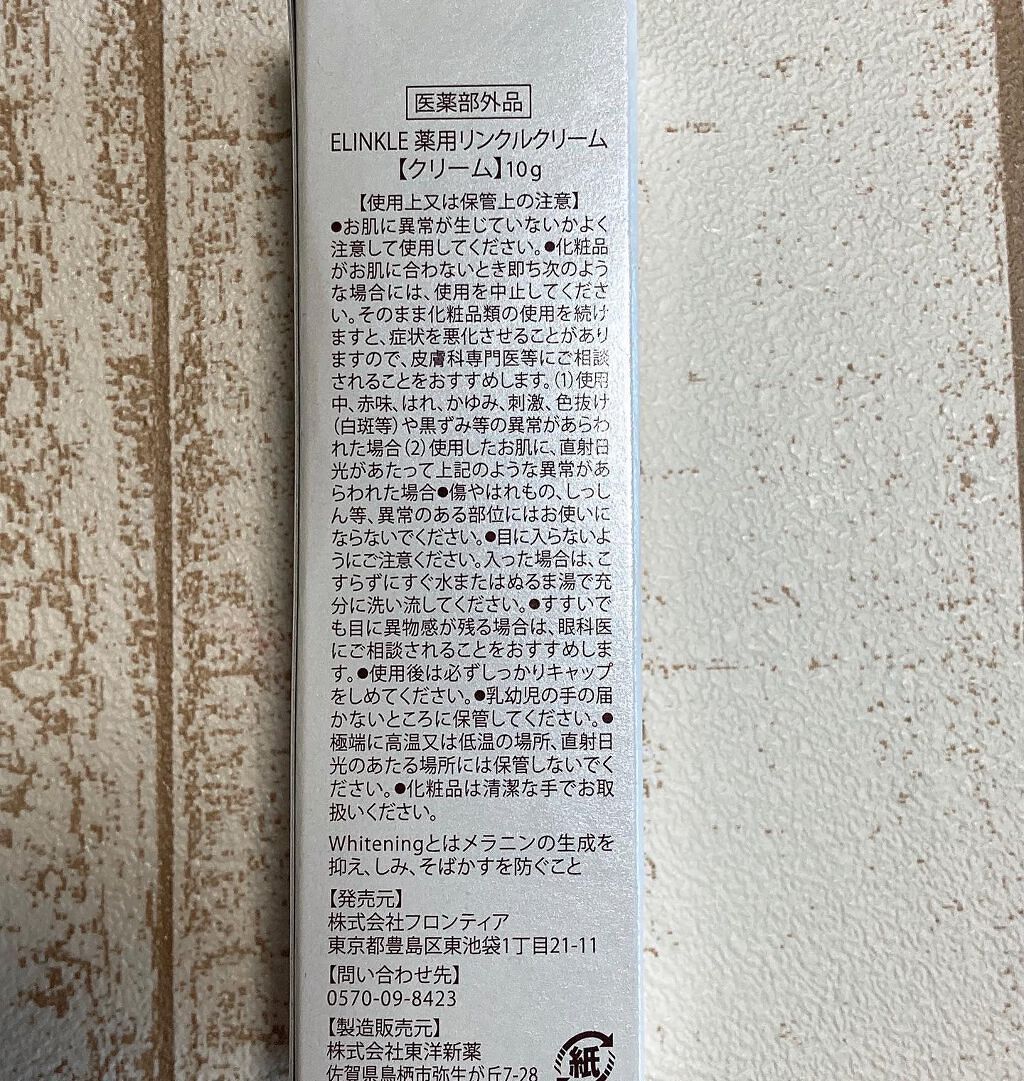 医薬部外品
ELINKLE 薬用リンクルクリーム
【クリーム】10g
【使用上又は保管上の注意】
●お肌に異常が生じていないかよく
注意して使用してください。●化粧品
がお肌に合わないとき即ち次のよう
な場合には、使用を中止してくださ
い。そのまま化粧品類の使用を続け
ますと、症状を悪化させることがあり
ますので、皮膚科専門医等にご相談
されることをおすすめします。(1)使用
中、赤味、はれ、かゆみ、刺激、色抜け
(白斑等)や黒ずみ等の異常があらわ
れた場合(2)使用したお肌に、直射日
光があたって上記のような異常があ
らわれた場合●傷やはれもの、しっし
ん等、異常のある部位にはお使いに
ならないでください。●目に入らないよ
うにご注意ください。入った場合は、こ
すらずにすぐ水またはぬるま湯で充
分に洗い流してください。●すすいで
も目に異物感が残る場合は、眼科医
にご相談されることをおすすめしま
す。●使用後は必ずしっかりキャップ
をしめてください。●乳幼児の手の届
かないところに保管してください。●
極端に高温又は低温の場所、直射日
光のあたる場所には保管しないでく
ださい。●化粧品は清潔な手でお取
扱いください。
Whiteningとはメラニンの生成を
抑え、しみ、そばかすを防ぐこと
【発売元】
株式会社フロンティア
東京都豊島区東池袋1丁目21-11
【問い合わせ先】
0570-09-8423
【製造販売元】
株式会社東洋新薬
佐賀県鳥栖市弥生が丘7-28
紙